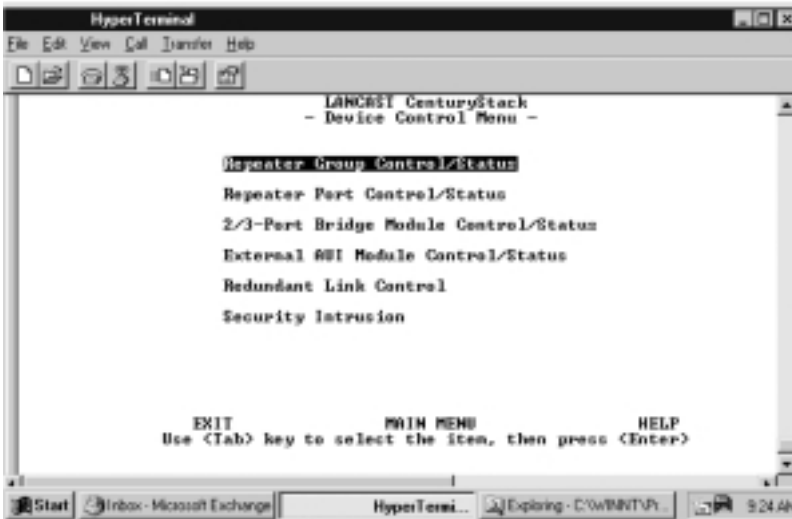 HyperTerminal
File Edit View Call Transfer Help
LANCAST CenturyStack
- Device Control Menu -
Repeater Group Control/Status
Repeater Port Control/Status
2/3-Port Bridge Module Control/Status
External AUI Module Control/Status
Redundant Link Control
Security Intrusion
EXIT MAIN MENU HELP
Use <Tab> key to select the item, then press <Enter>
Start Inbox - Microsoft Exchange HyperTermi... Exploring - C:\WINNT\Pr... 9:24 AM